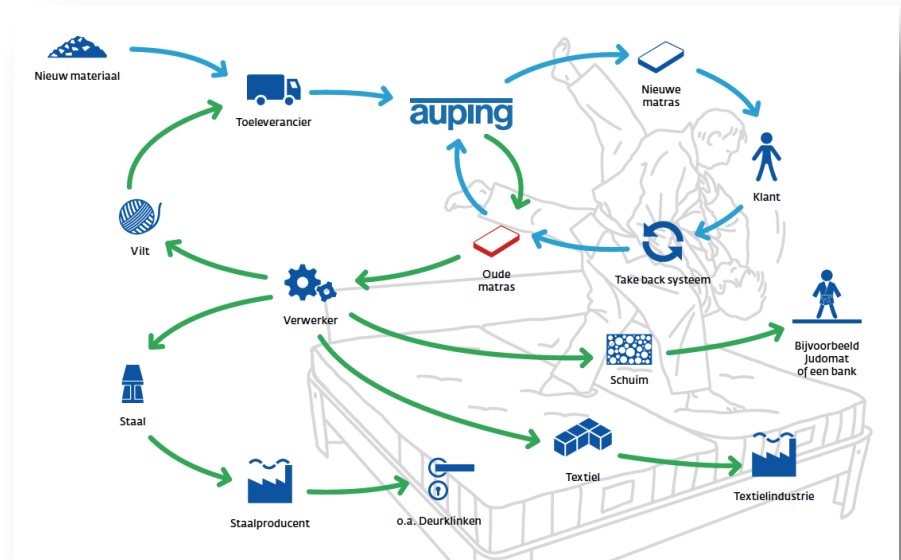 Nieuw materiaal
Toeleverancier
auping
Nieuwe
matras
Klant
Vilt
Oude
matras
Take back systeem
Verwerker
Bijvoorbeeld
Judomat
of een bank
Schuim
Staal
Textiel
Textielindustrie
Staalproducent
o.a. Deurklinken